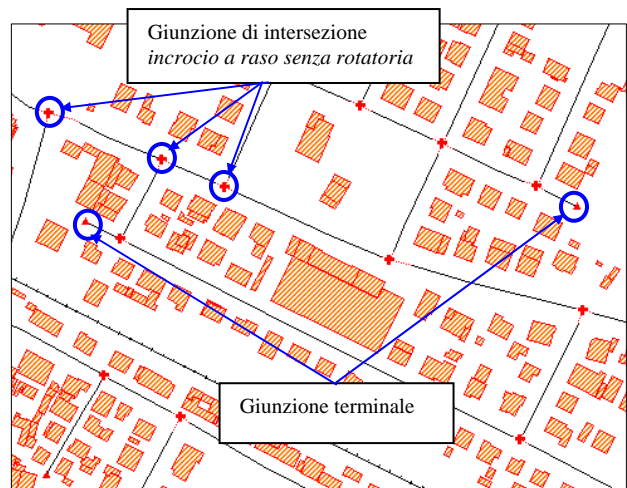 Giunzione di intersezione
incrocio a raso senza rotatoria
Giunzione terminale